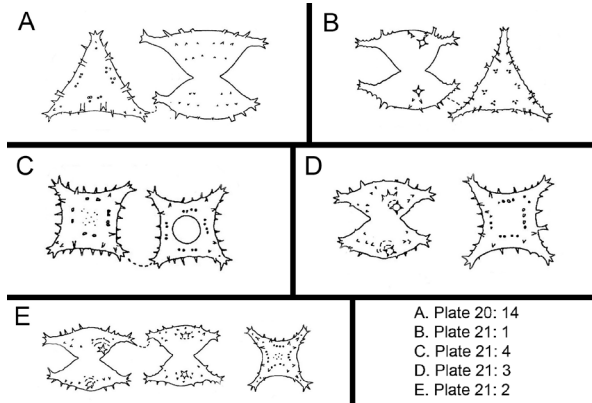 A
B
C
D
E
A. Plate 20: 14
B. Plate 21: 1
C. Plate 21: 4
D. Plate 21: 3
E. Plate 21: 2